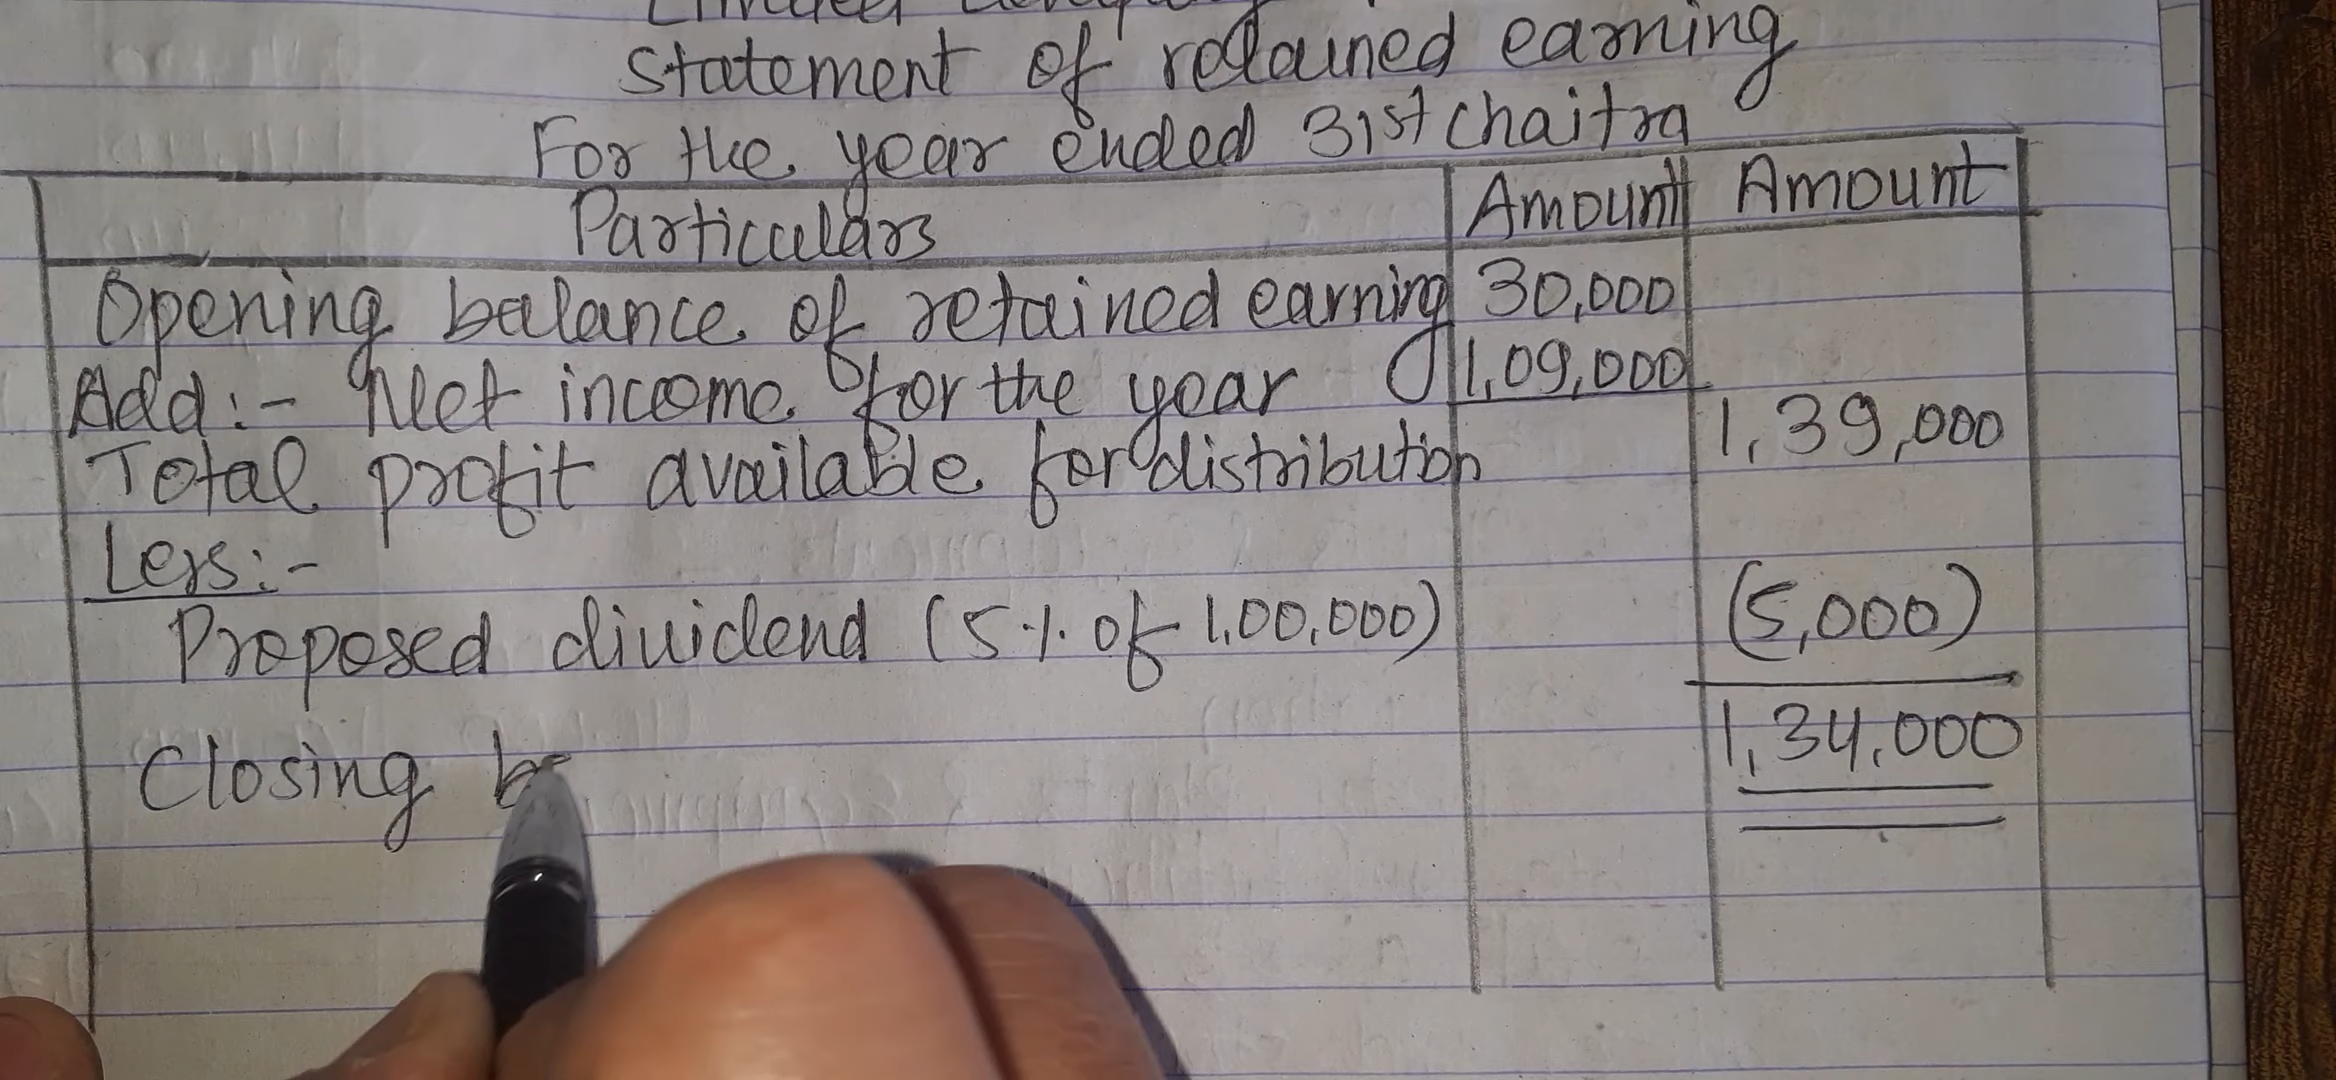 Statement of retained earning
For the year ended 31st chaitra
Particulars Amount Amount
Opening balance of retained earning 30,000
Add:- Net income for the year 1,09,000
Total profit available for distribution 1,39,000
Less:-
Proposed dividend (5% of 1,00,000) (5,000)
1,34,000
Closing